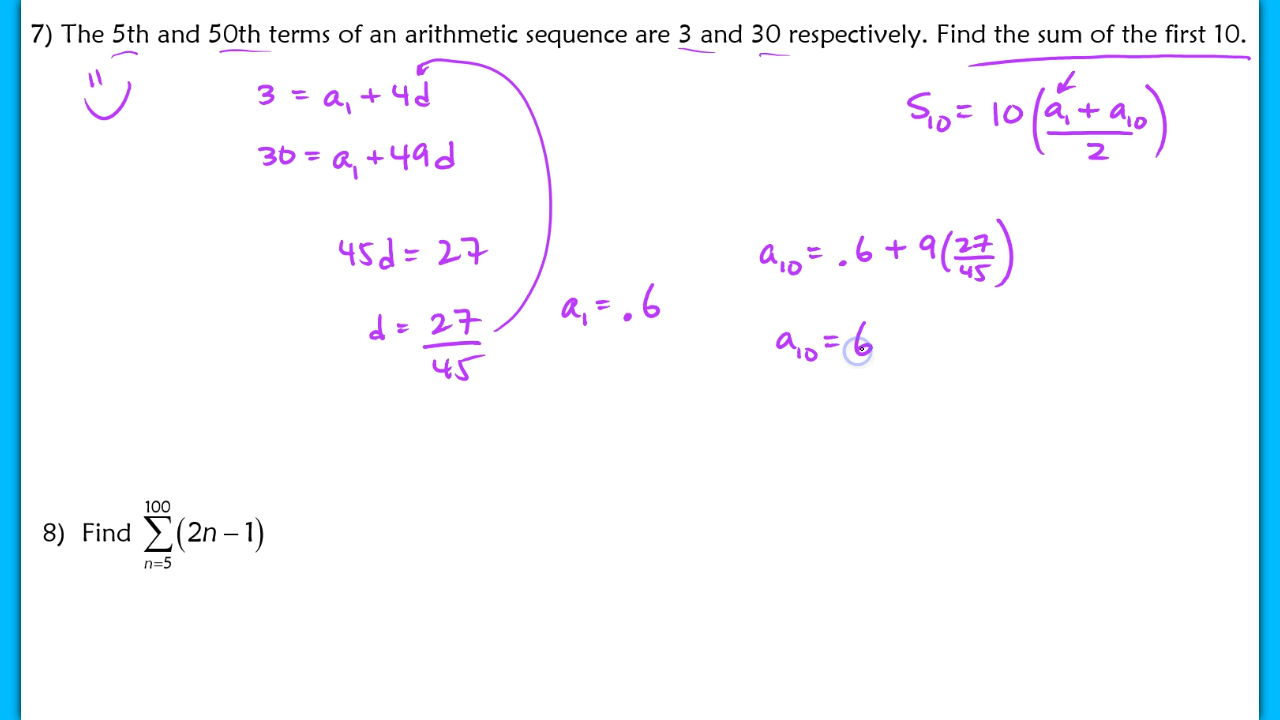 7) The 5th and 50th terms of an arithmetic sequence are 3 and 30 respectively. Find the sum of the first 10.
3 = a₁ + 4d
S₁₀ = 10(a₁ + a₁₀ / 2)
30 = a₁ + 49d
45d = 27
a₁₀ = .6 + 9(27/45)
d = 27/45
a₁ = .6
a₁₀ = 6
8) Find ∑_{n=5}^{100} (2n – 1)